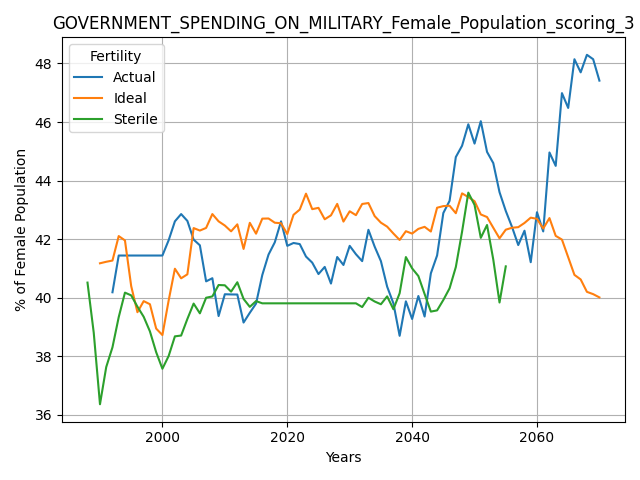 GOVERNMENT_SPENDING_ON_MILITARY_Female_Population_scoring_3
Fertility
Actual
Ideal
Sterile
% of Female Population
48
46
44
42
40
38
36
2000 2020 2040 2060
Years